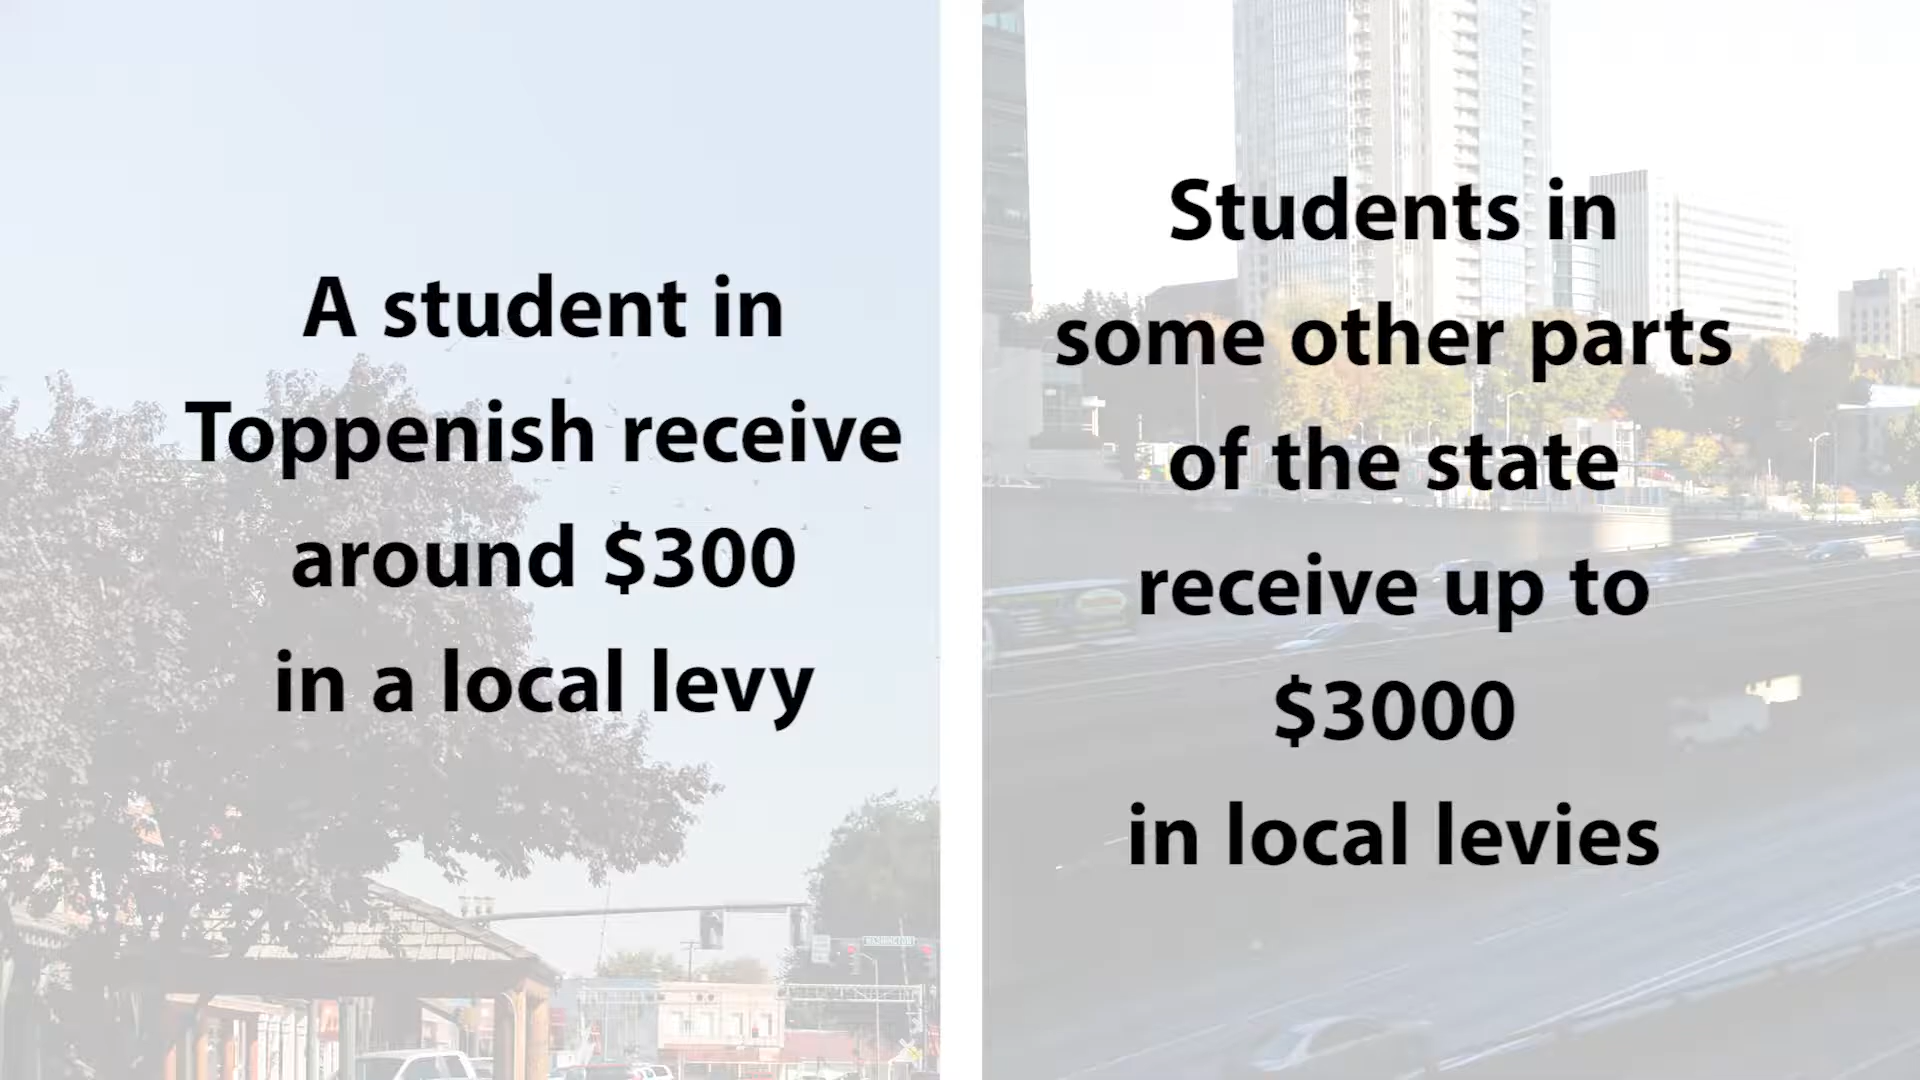 A student in
Toppenish receive
around $300
in a local levy
Students in
some other parts
of the state
receive up to
$3000
in local levies
WASHINGTON